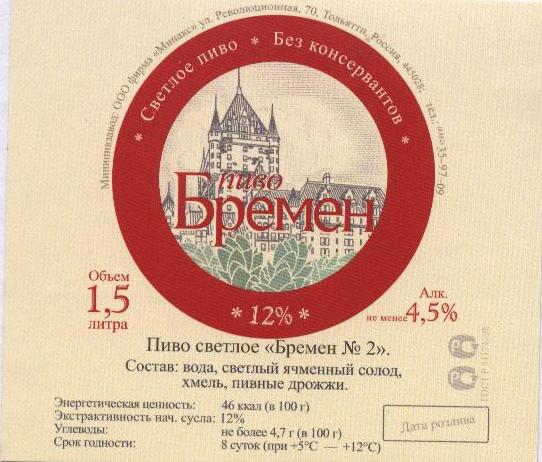 Минипивзавод: ООО фирма «Минакс» ул. Революционная, 70, Тольятти, Россия, 445028; тел.: 35-97-09
* Светлое пиво * Без консервантов *
пиво
Бремен
* 12% *
Объем
1,5
литра
Алк.
не менее 4,5%
Пиво светлое «Бремен № 2».
Состав: вода, светлый ячменный солод,
хмель, пивные дрожжи.
Энергетическая ценность: 46 ккал (в 100 г)
Экстрактивность нач. сусла: 12%
Углеводы: не более 4,7 г (в 100 г)
Срок годности: 8 суток (при +5°C — +12°C)
Дата розлива
ГОСТ Р